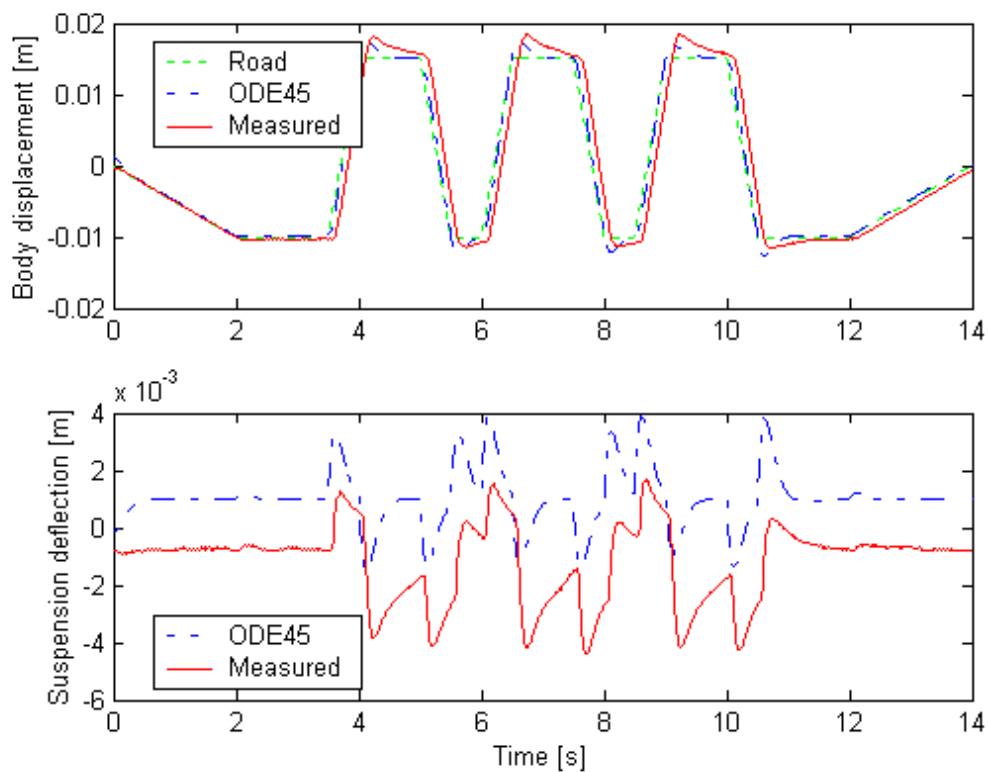 0.02
0.01
0
-0.01
-0.02
Body displacement [m]
Road
ODE45
Measured
0 2 4 6 8 10 12 14
x 10-3
4
2
0
-2
-4
-6
Suspension deflection [m]
ODE45
Measured
0 2 4 6 8 10 12 14
Time [s]